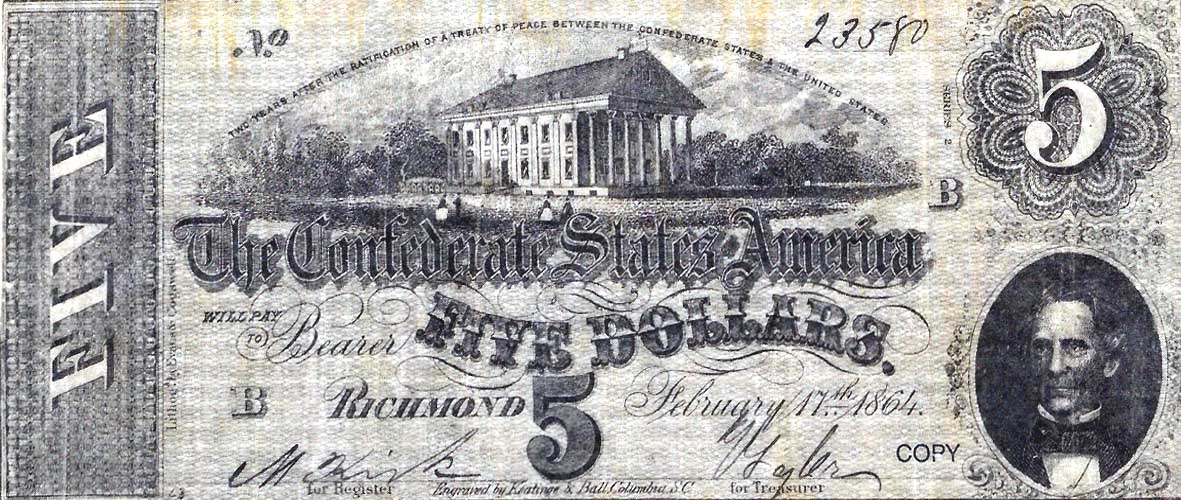 No 23580
TWO YEARS AFTER THE RATIFICATION OF A TREATY OF PEACE BETWEEN THE CONFEDERATE STATES & THE UNITED STATES
5
SERIES 2
FIVE
B
The Confederate States America
WILL PAY
TO Bearer
FIVE DOLLARS.
B
RICHMOND
5
February 17th 1864.
COPY
for Register
Engraved by Keatinge & Ball, Columbia S C
for Treasurer